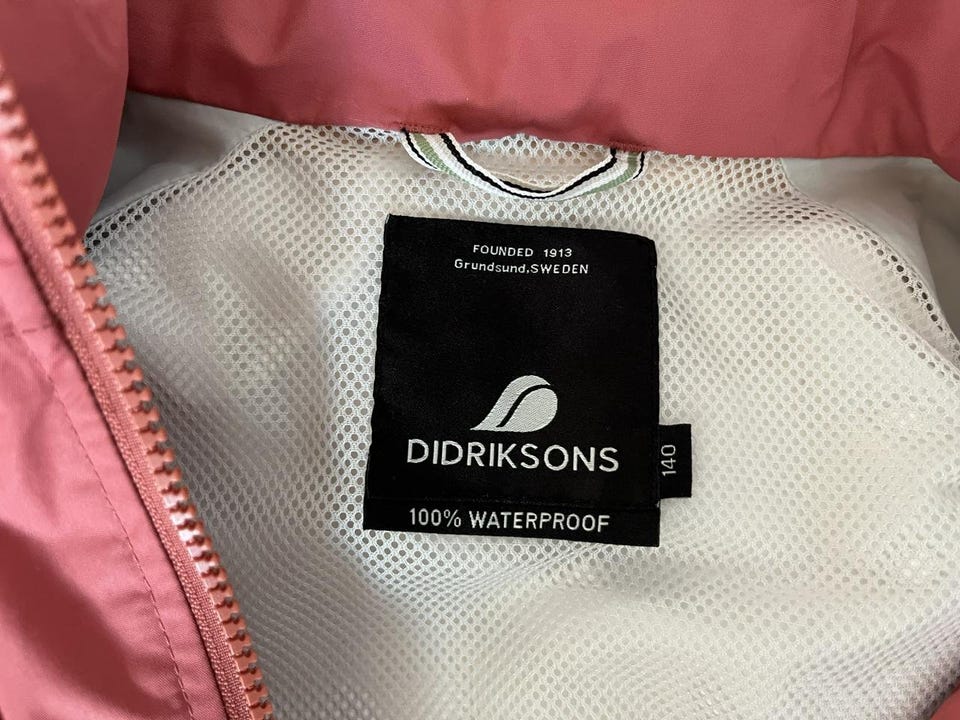 FOUNDED 1913
Grundsund,SWEDEN
DIDRIKSONS
140
100% WATERPROOF